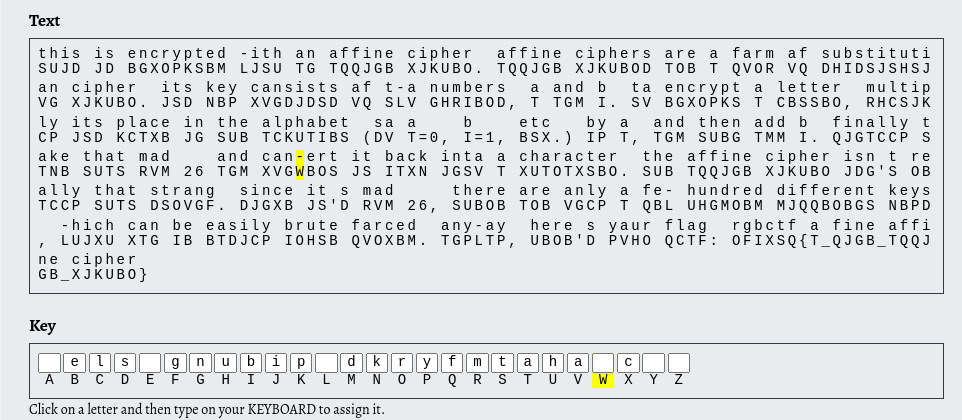 Text
this is encrypted -ith an affine cipher  affine ciphers are a farm af substituti
SUJD JD BGXOPKSBM LJSU TG TQQJGB XJKUBO. TQQJGB XJKUBOD TOB T QVOR VQ DHIDSJSHSJ
an cipher  its key cansists af t-a numbers  a and b  ta encrypt a letter  multip
VG XJKUBO. JSD NBP XVGDJDSD VQ SLV GHRIBOD, T TGM I. SV BGXOPKS T CBSSBO, RHCSJK
ly its place in the alphabet  sa a   b    etc  by a  and then add b  finally t
CP JSD KCTXB JG SUB TCKUTIBS (DV T=0, I=1, BSX.) IP T, TGM SUBG TMM I. QJGTCCP S
ake that mad    and can-ert it back inta a character  the affine cipher isn t re
TNB SUTS RVM 26 TGM XVGWBOS JS ITXN JGSV T XUTOTXSBO. SUB TQQJGB XJKUBO JDG'S OB
ally that strang  since it s mad     there are anly a fe- hundred different keys
TCCP SUTS DSOVGF. DJGXB JS'D RVM 26, SUBOB TOB VGCP T QBL UHGMOBM MJQQBOBGS NBPD
  -hich can be easily brute farced  any-ay  here s yaur flag  rgbctf a fine affi
, LUJXU XTG IB BTDJCP IOHSB QVOXBM. TGPLTP, UBOB'D PVHO QCTF: OFIXSQ{T_QJGB_TQQJ
ne cipher
GB_XJKUBO}
Key
e l s g n u b i p d k r y f m t a h a c
A B C D E F G H I J K L M N O P Q R S T U V W X Y Z
Click on a letter and then type on your KEYBOARD to assign it.